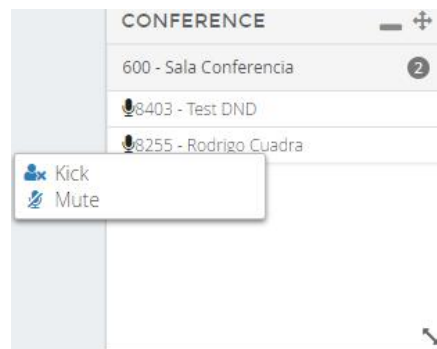 CONFERENCE
600 - Sala Conferencia 2
8403 - Test DND
8255 - Rodrigo Cuadra
Kick
Mute